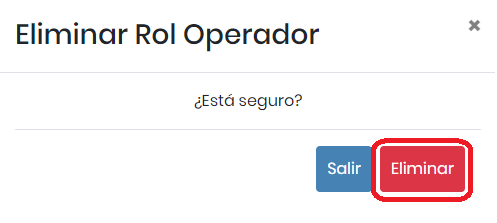 Eliminar Rol Operador
×
¿Está seguro?
Salir
Eliminar